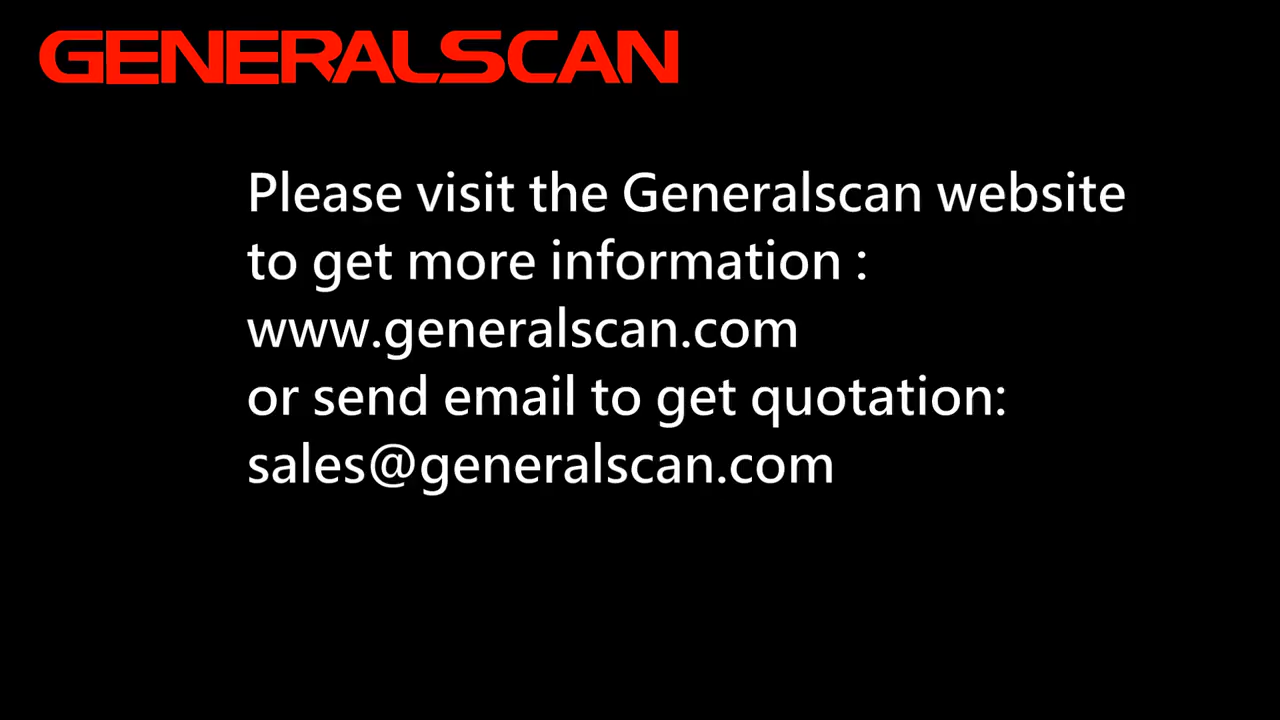 GENERALSCAN
Please visit the Generalscan website
to get more information :
www.generalscan.com
or send email to get quotation:
sales@generalscan.com